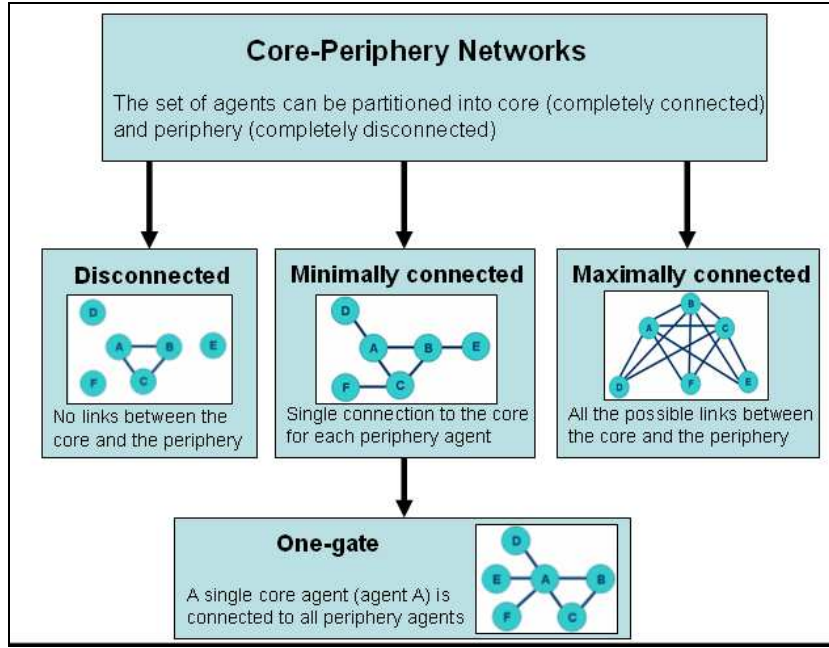 Core-Periphery Networks
The set of agents can be partitioned into core (completely connected)
and periphery (completely disconnected)
Disconnected
D
A
B
E
F
C
No links between the
core and the periphery
Minimally connected
D
A
B
E
F
C
Single connection to the core
for each periphery agent
Maximally connected
B
A
C
D
F
E
All the possible links between
the core and the periphery
One-gate
A single core agent (agent A) is
connected to all periphery agents
D
E
A
B
F
C